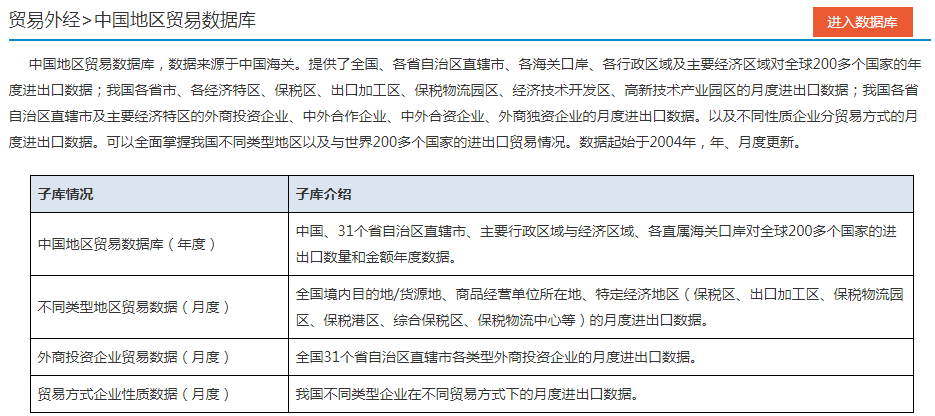 贸易外经>中国地区贸易数据库
进入数据库
中国地区贸易数据库，数据来源于中国海关。提供了全国、各省自治区直辖市、各海关口岸、各行政区域及主要经济区域对全球200多个国家的年
度进出口数据；我国各省市、各经济特区、保税区、出口加工区、保税物流园区、经济技术开发区、高新技术产业园区的月度进出口数据；我国各省
自治区直辖市及主要经济特区的外商投资企业、中外合作企业、中外合资企业、外商独资企业的月度进出口数据。以及不同性质企业分贸易方式的月
度进出口数据。可以全面掌握我国不同类型地区以及与世界200多个国家的进出口贸易情况。数据起始于2004年，年、月度更新。
子库情况
子库介绍
中国地区贸易数据库（年度）
中国、31个省自治区直辖市、主要行政区域与经济区域、各直属海关口岸对全球200多个国家的进
出口数量和金额年度数据。
不同类型地区贸易数据（月度）
全国境内目的地/货源地、商品经营单位所在地、特定经济地区（保税区、出口加工区、保税物流园
区、保税港区、综合保税区、保税物流中心等）的月度进出口数据。
外商投资企业贸易数据（月度）
全国31个省自治区直辖市各类型外商投资企业的月度进出口数据。
贸易方式企业性质数据（月度）
我国不同类型企业在不同贸易方式下的月度进出口数据。